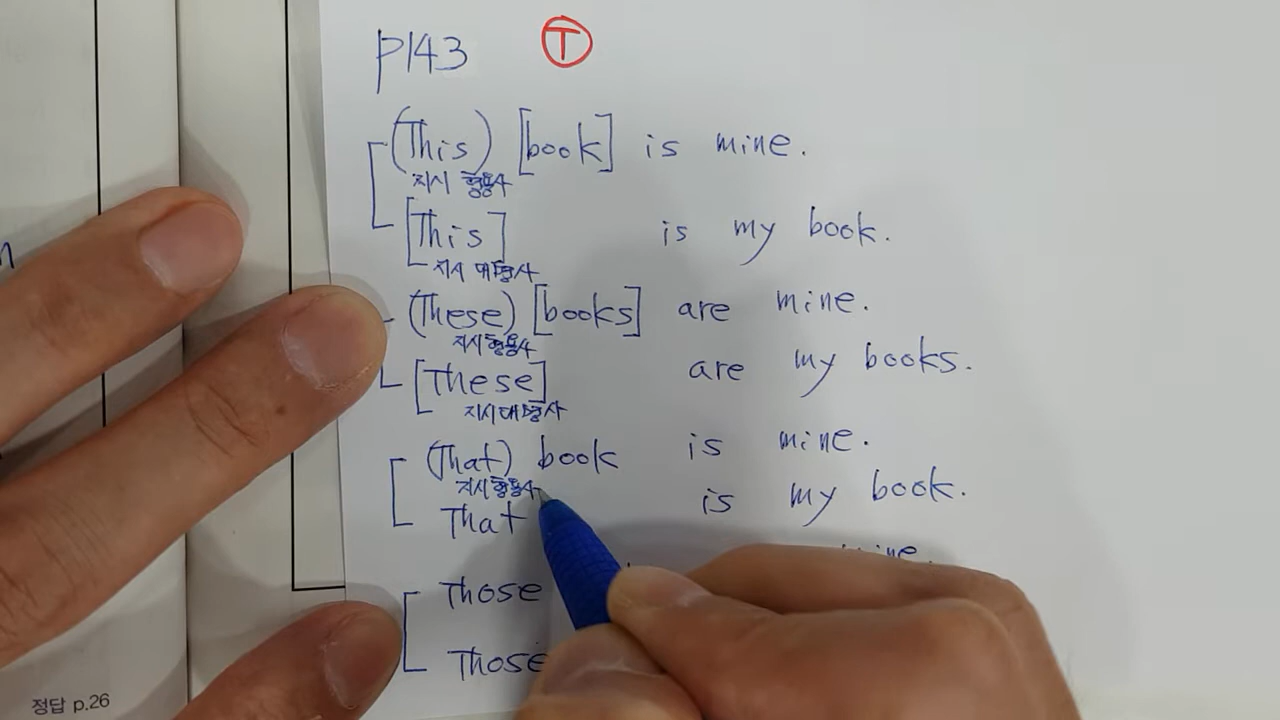 p143 T
(This) [book] is mine.
지시 형용사
[This] is my book.
지시 대명사
(These) [books] are mine.
지시형용사
[These] are my books.
지시대명사
(That) book is mine.
지시형용사
That is my book.
mine.
Those
Those
정답 p.26